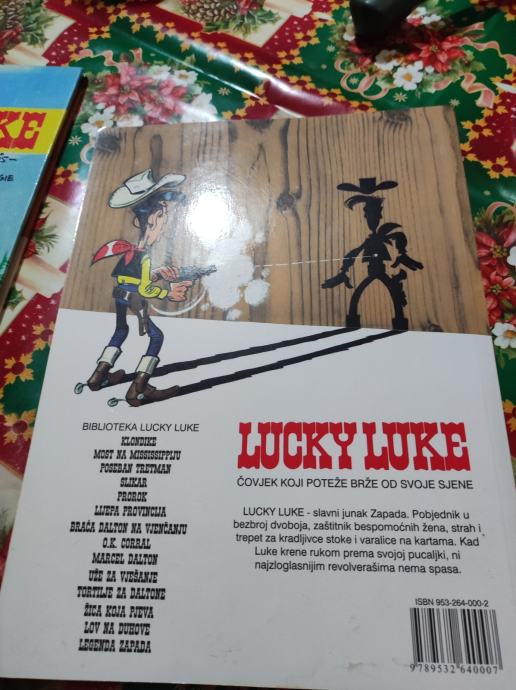 KE
GIE
BIBLIOTEKA LUCKY LUKE
KLONDIKE
MOST NA MISSISSIPPIJU
POSEBAN TRETMAN
SLIKAR
PROROK
LIJEPA PROVINCIJA
BRAĆA DALTON NA VJENČANJU
O.K. CORRAL
MARCEL DALTON
UŽE ZA VJEŠANJE
TORTILJE ZA DALTONE
ŽICA KOJA PJEVA
LOV NA DUHOVE
LEGENDA ZAPADA
LUCKY LUKE
ČOVJEK KOJI POTEŽE BRŽE OD SVOJE SJENE
LUCKY LUKE - slavni junak Zapada. Pobjednik u
bezbroj dvoboja, zaštitnik bespomoćnih žena, strah i
trepet za kradljivce stoke i varalice na kartama. Kad
Luke krene rukom prema svojoj pucaljki, ni
najzloglasnijim revolverašima nema spasa.
ISBN 953-264-000-2
9789532640007